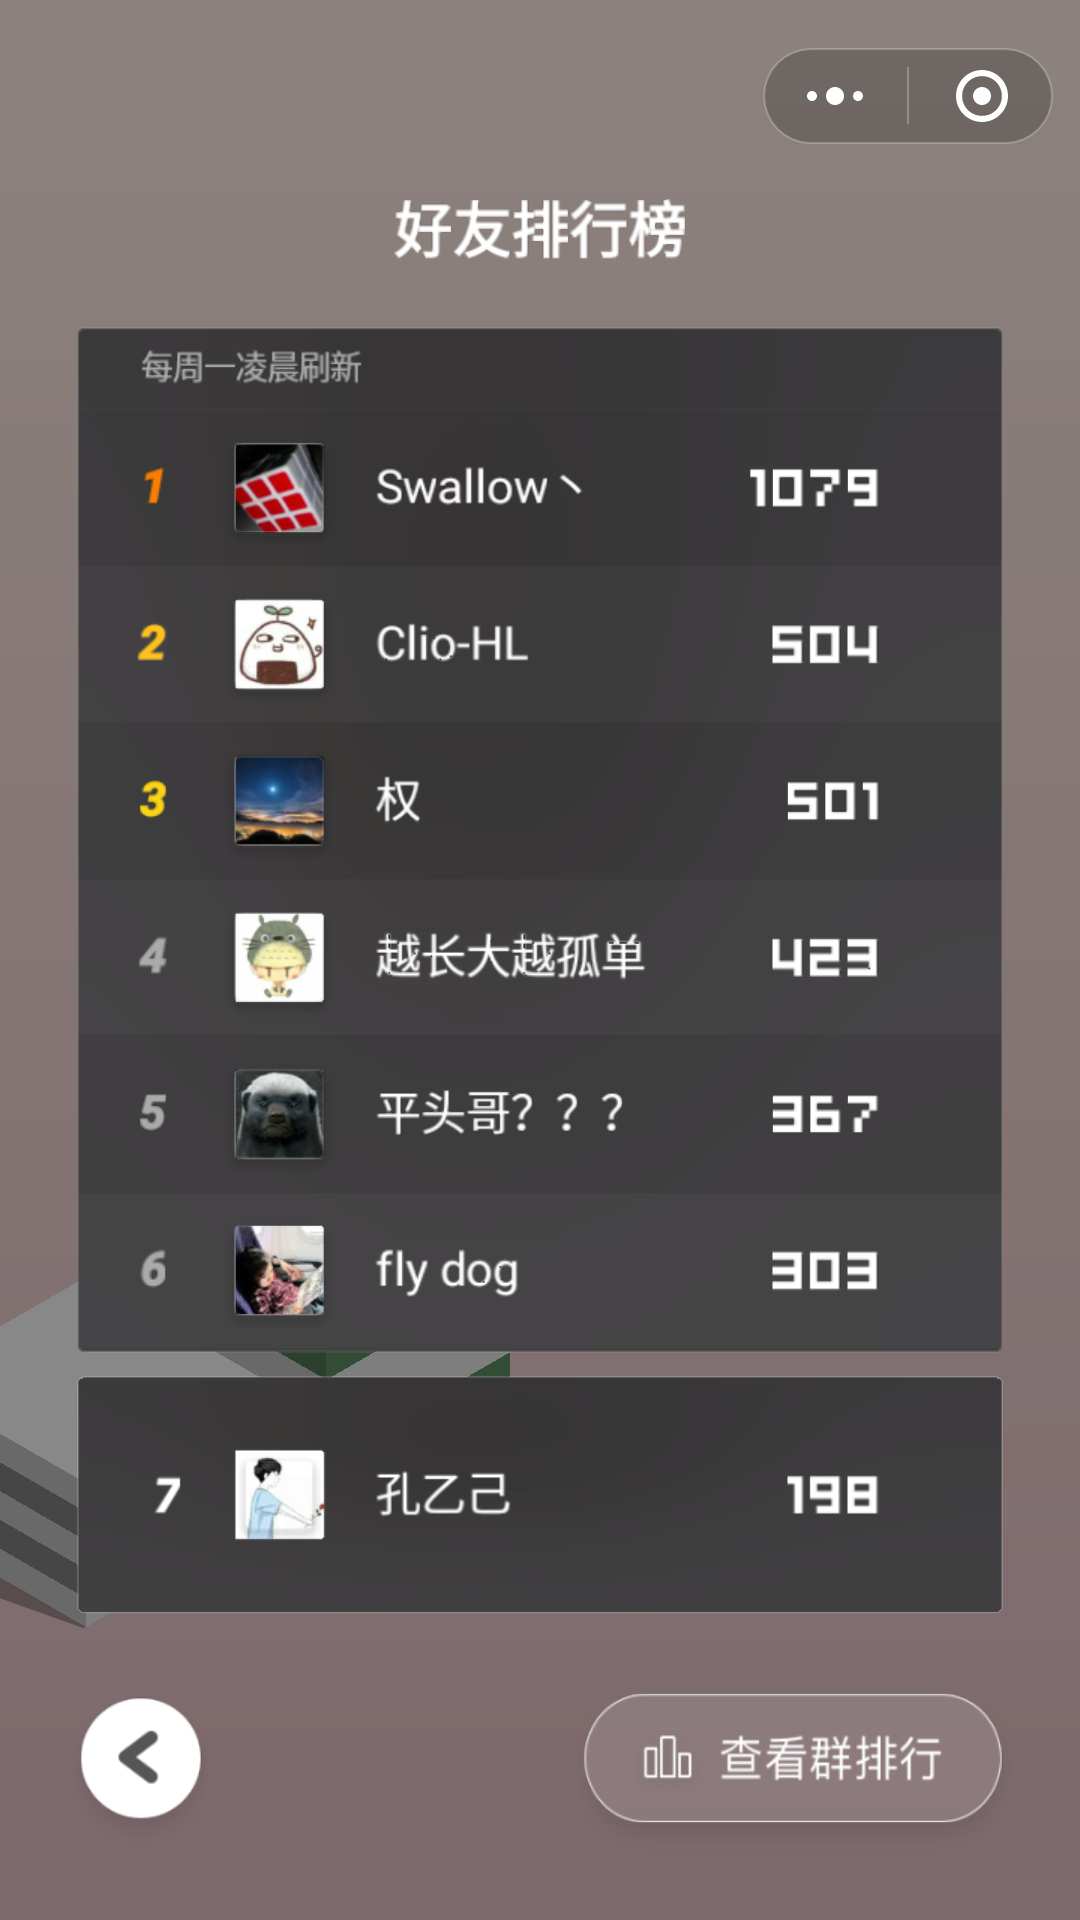 好友排行榜
每周一凌晨刷新
1 Swallow丶 1079
2 Clio-HL 504
3 权 501
4 越长大越孤单 423
5 平头哥？？？ 367
6 fly dog 303
7 孔乙己 198
查看群排行